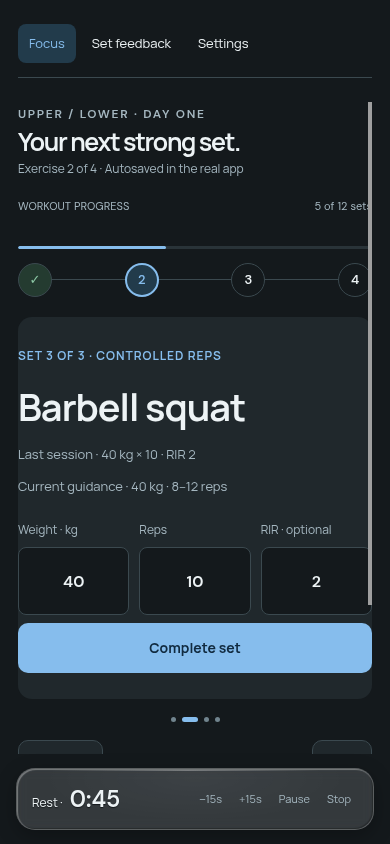 Focus Set feedback Settings
UPPER / LOWER · DAY ONE
Your next strong set.
Exercise 2 of 4 · Autosaved in the real app
WORKOUT PROGRESS 5 of 12 sets
✓ 2 3 4
SET 3 OF 3 · CONTROLLED REPS
Barbell squat
Last session · 40 kg × 10 · RIR 2
Current guidance · 40 kg · 8–12 reps
Weight · kg Reps RIR · optional
40 10 2
Complete set
Rest · 0:45 −15s +15s Pause Stop